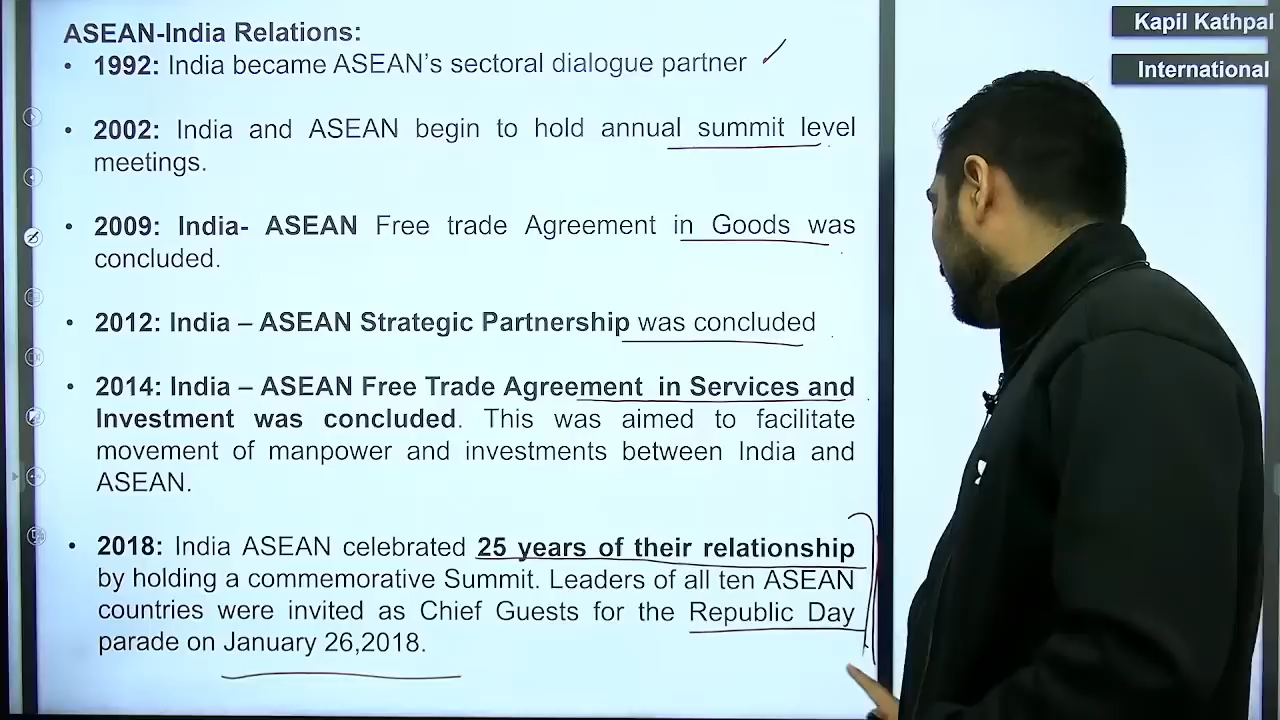 ASEAN-India Relations:
• 1992: India became ASEAN's sectoral dialogue partner
• 2002: India and ASEAN begin to hold annual summit level
meetings.
• 2009: India- ASEAN Free trade Agreement in Goods was
concluded.
• 2012: India – ASEAN Strategic Partnership was concluded
• 2014: India – ASEAN Free Trade Agreement in Services and
Investment was concluded. This was aimed to facilitate
movement of manpower and investments between India and
ASEAN.
• 2018: India ASEAN celebrated 25 years of their relationship
by holding a commemorative Summit. Leaders of all ten ASEAN
countries were invited as Chief Guests for the Republic Day
parade on January 26,2018.
Kapil Kathpal
International